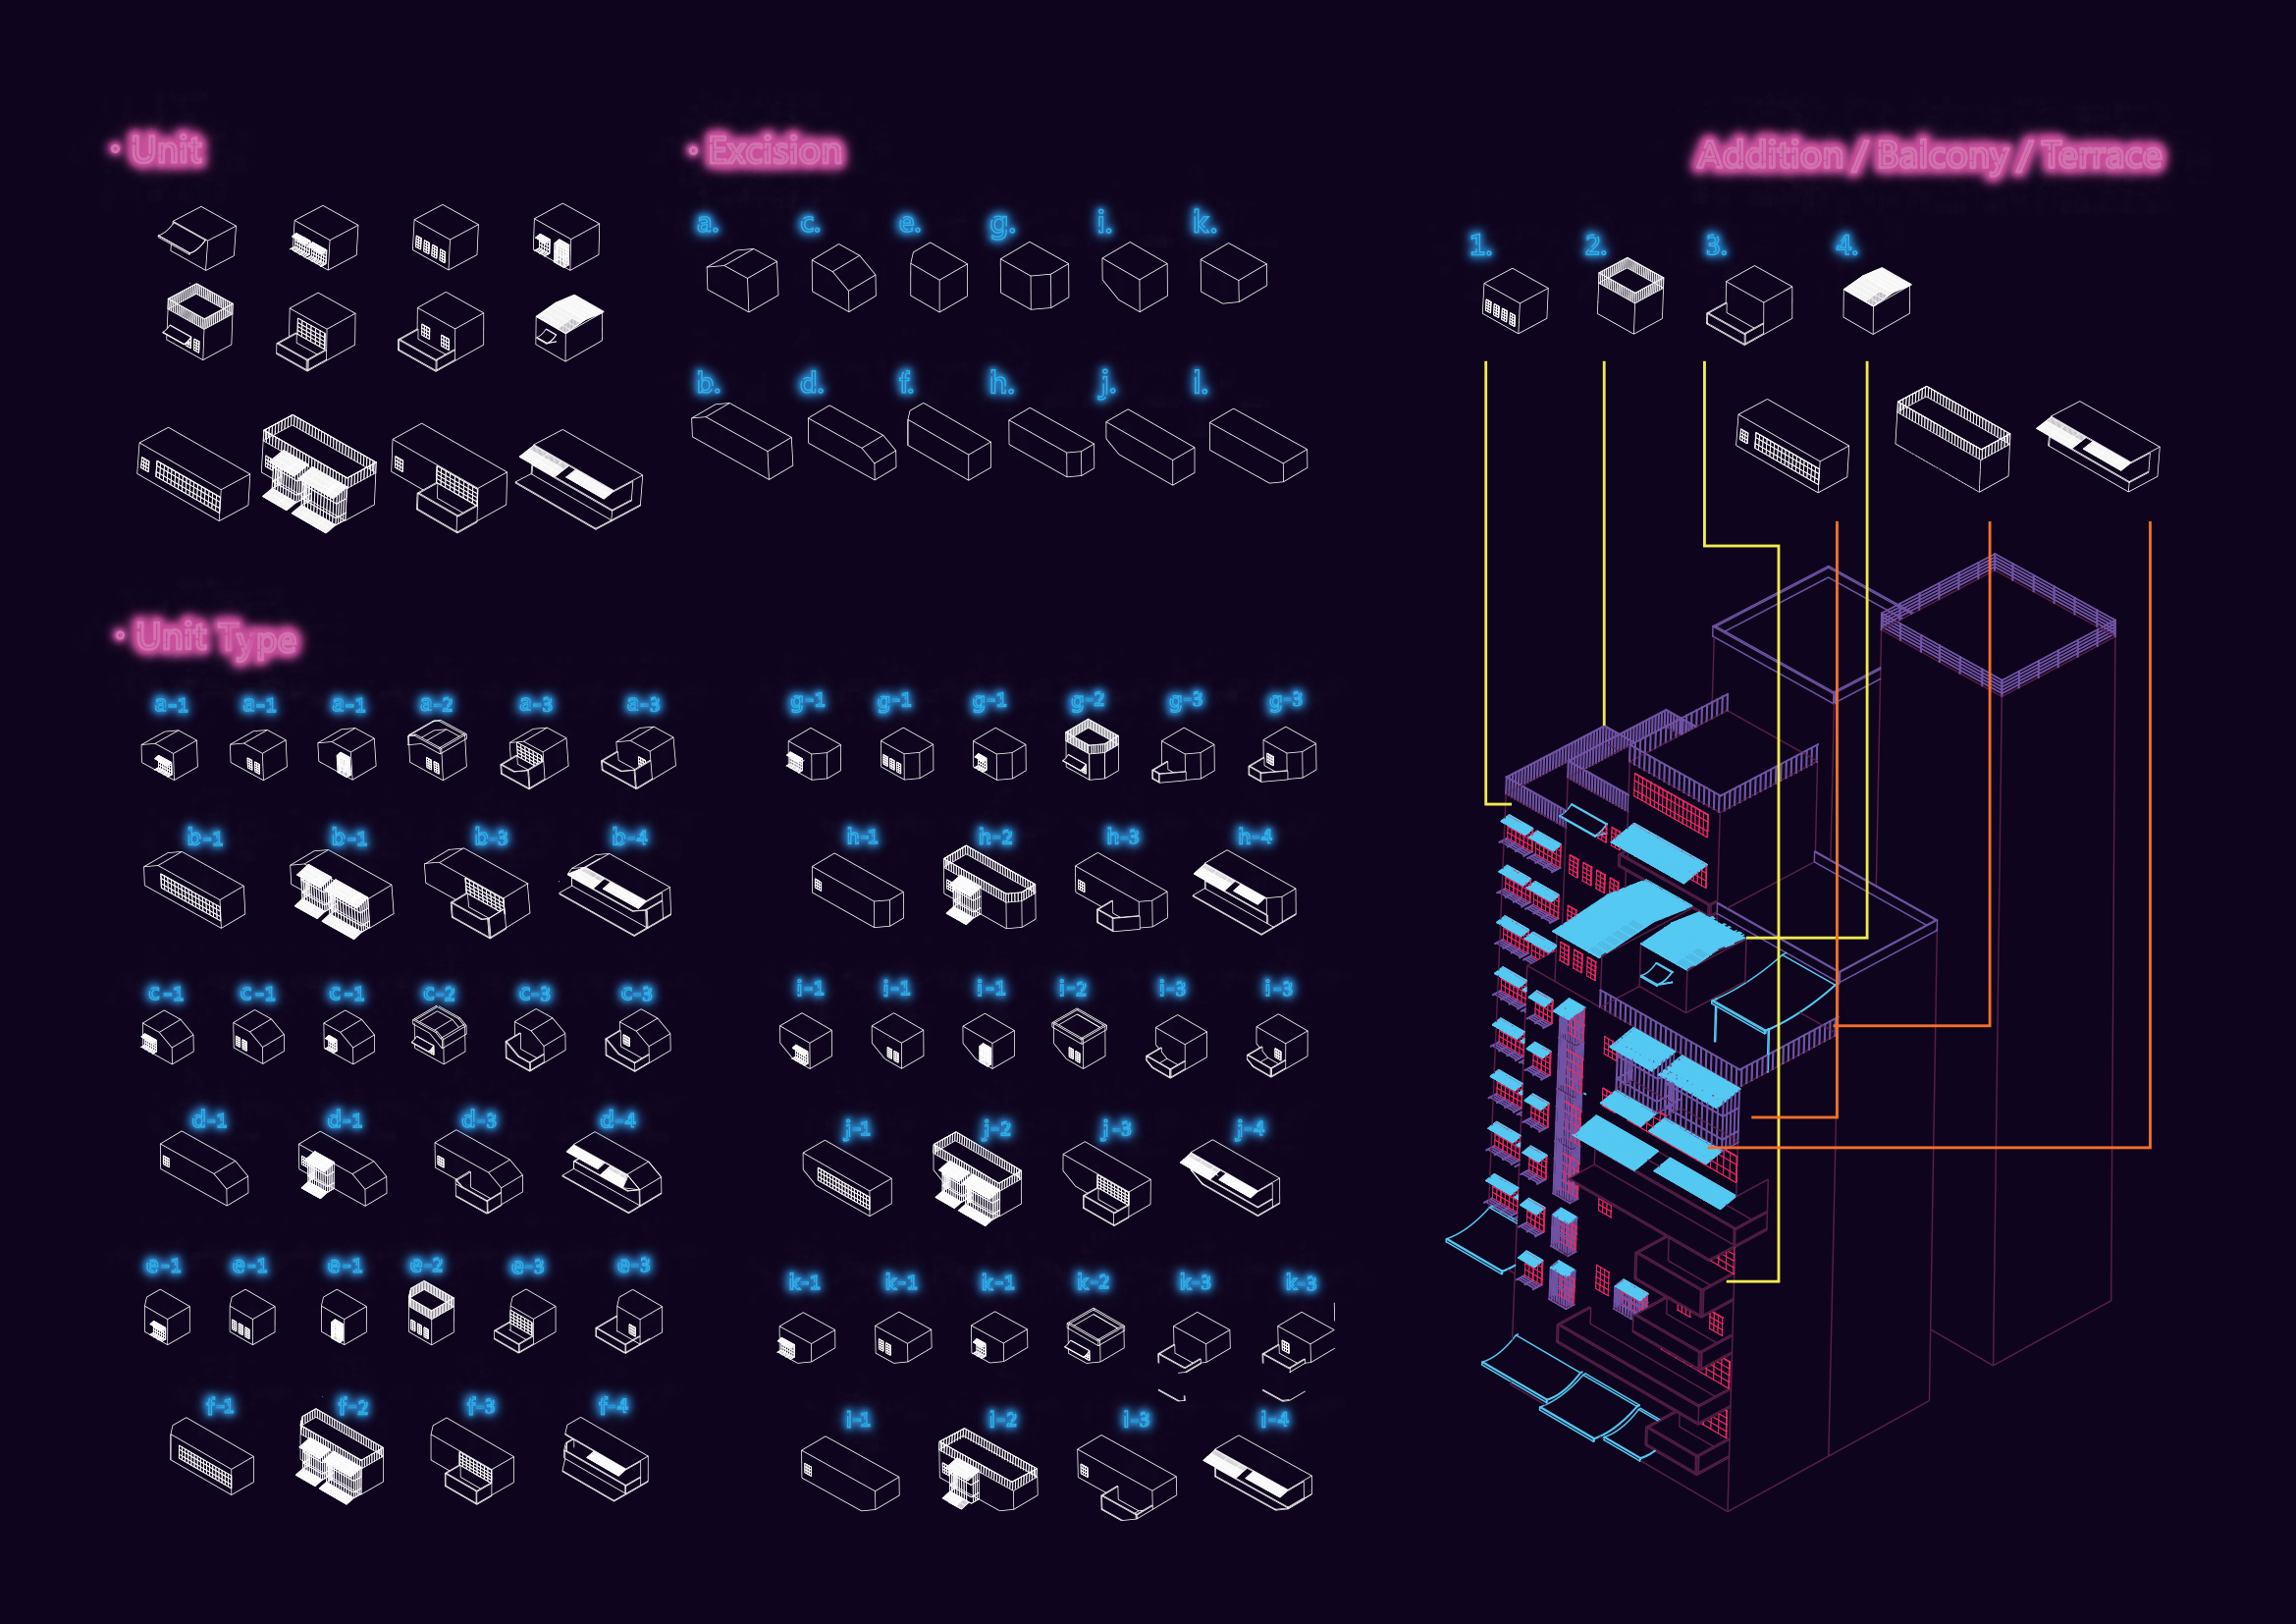 • Unit
• Excision
Addition / Balcony / Terrace
a. c. e. g. i. k.
1. 2. 3. 4.
b. d. f. h. j. l.
• Unit Type
a-1 a-1 a-1 a-2 a-3 a-3
g-1 g-1 g-1 g-2 g-3 g-3
b-1 b-1 b-3 b-4
h-1 h-2 h-3 h-4
c-1 c-1 c-1 c-2 c-3 c-3
i-1 i-1 i-1 i-2 i-3 i-3
d-1 d-1 d-3 d-4
j-1 j-2 j-3 j-4
e-1 e-1 e-1 e-2 e-3 e-3
k-1 k-1 k-1 k-2 k-3 k-3
f-1 f-2 f-3 f-4
l-1 l-2 l-3 l-4